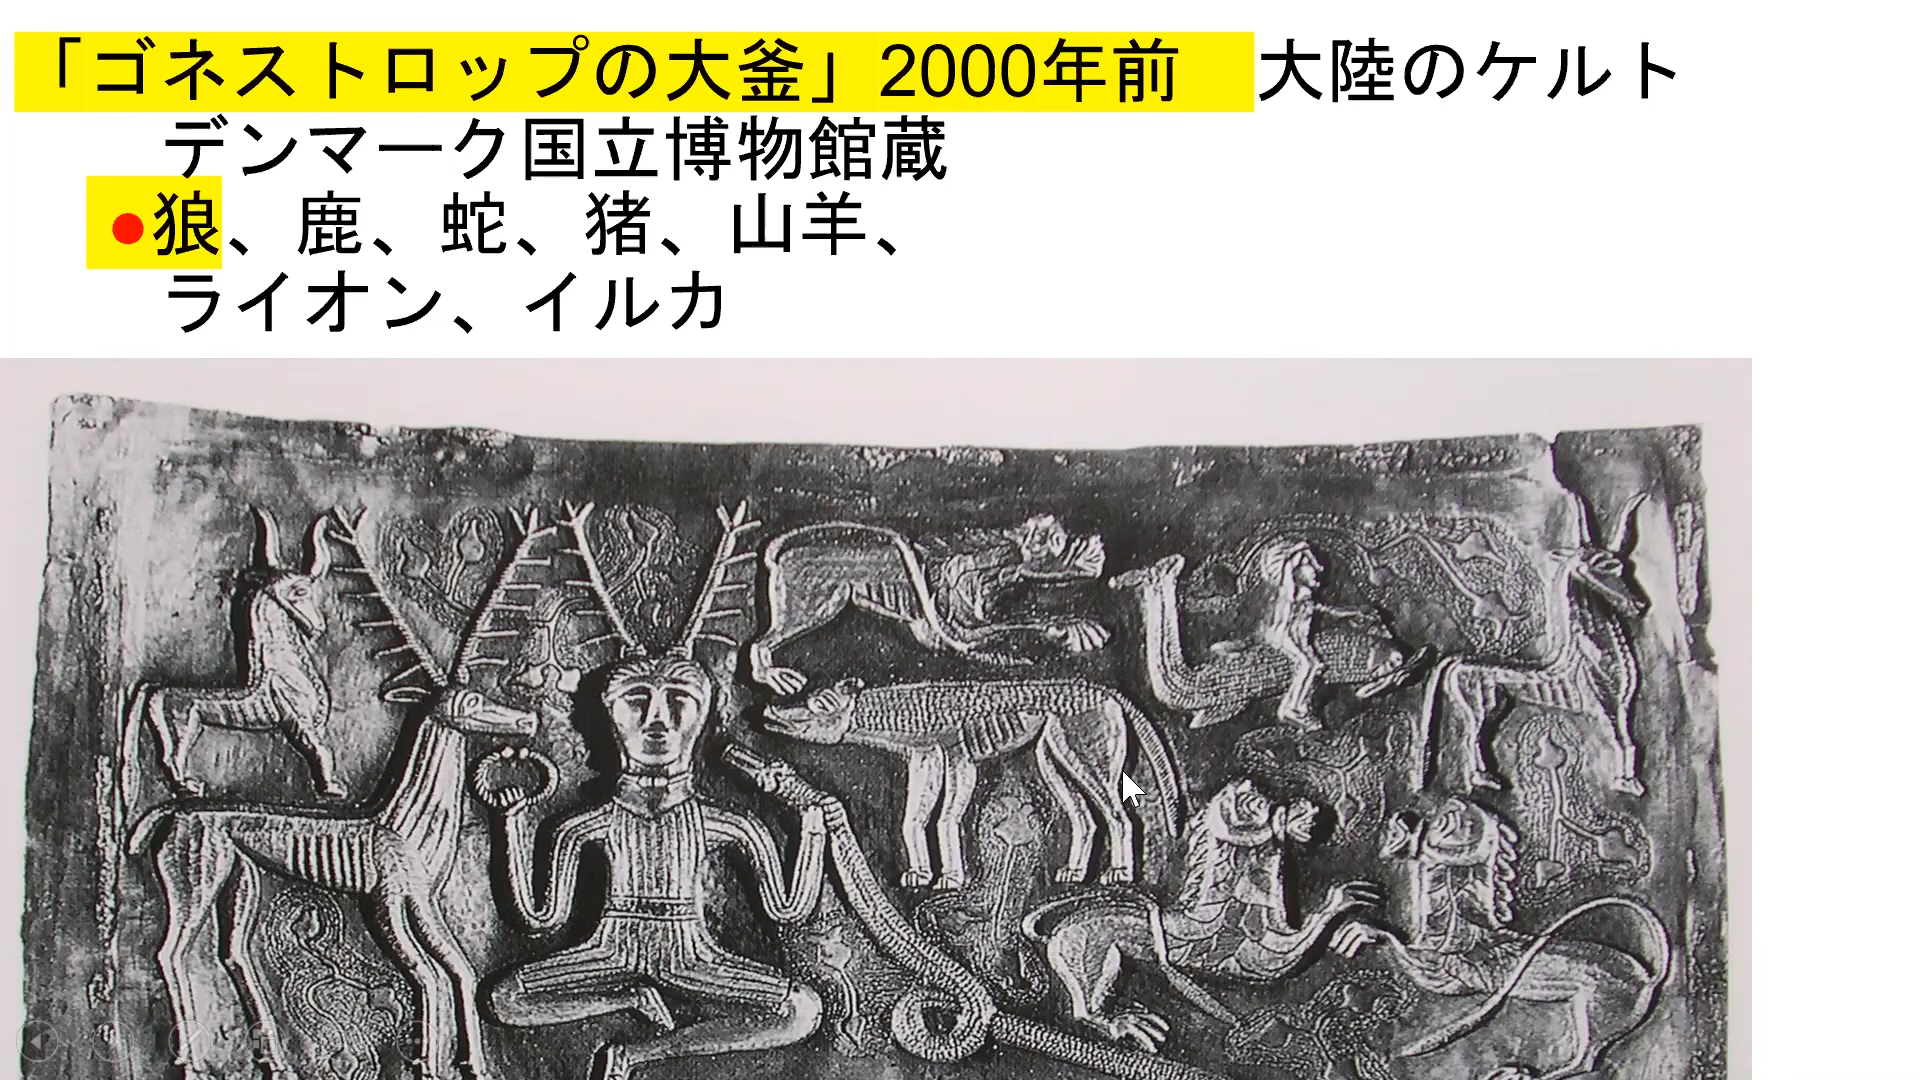 「ゴネストロップの大釜」2000年前　大陸のケルト
デンマーク国立博物館蔵
●狼、鹿、蛇、猪、山羊、
ライオン、イルカ